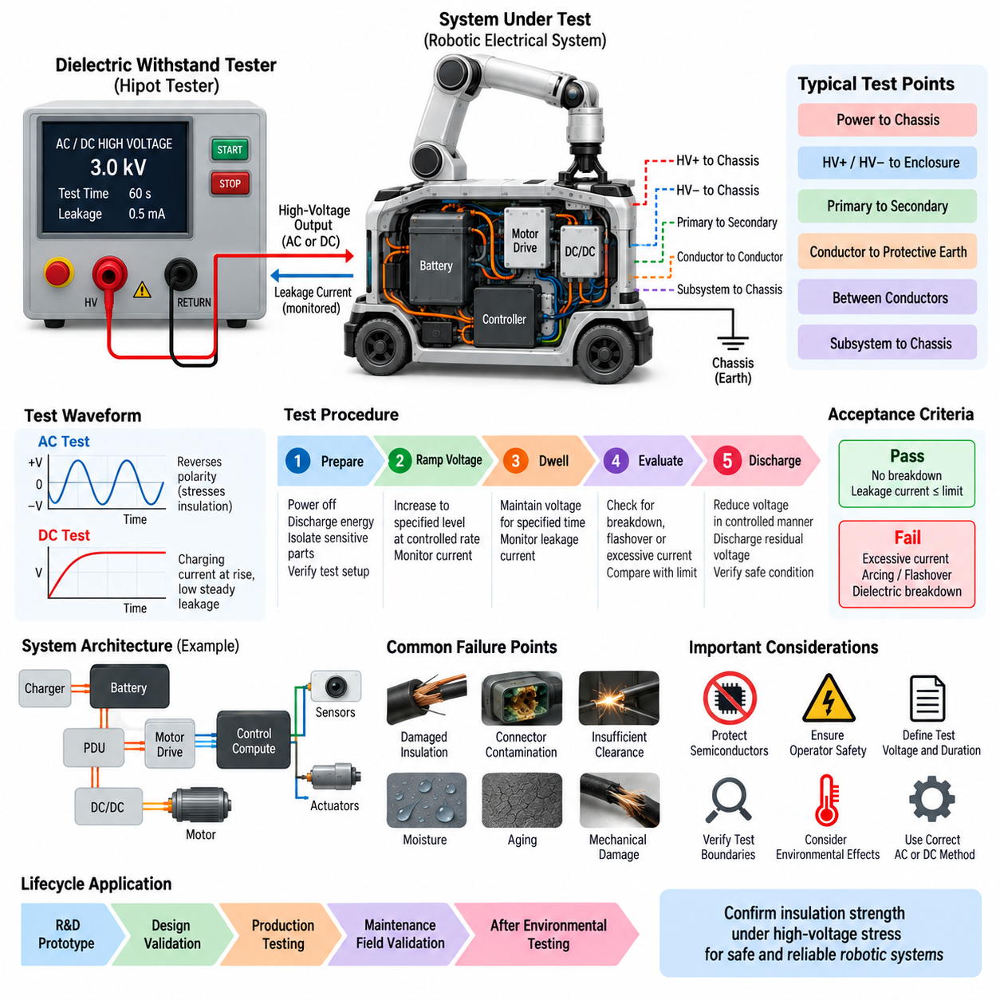 System Under Test
(Robotic Electrical System)
Dielectric Withstand Tester
(Hipot Tester)
AC / DC HIGH VOLTAGE
3.0 kV
Test Time 60 s
Leakage 0.5 mA
START
STOP
HV
RETURN
High-Voltage
Output
(AC or DC)
Leakage Current
(monitored)
Battery
Motor
Drive
DC/DC
Controller
HV+ to Chassis
HV− to Chassis
Primary to Secondary
Conductor to Conductor
Subsystem to Chassis
Chassis
(Earth)
Typical Test Points
Power to Chassis
HV+ / HV− to Enclosure
Primary to Secondary
Conductor to Protective Earth
Between Conductors
Subsystem to Chassis
Test Waveform
AC Test
+V
0
−V
Time
Reverses
polarity
(stresses
insulation)
DC Test
V
Time
Charging
current at rise,
low steady
leakage
Test Procedure
1 Prepare
Power off
Discharge energy
Isolate sensitive
parts
Verify test setup
2 Ramp Voltage
Increase to
specified level
at controlled rate
Monitor current
3 Dwell
Maintain voltage
for specified time
Monitor leakage
current
4 Evaluate
Check for
breakdown,
flashover or
excessive current
Compare with limit
5 Discharge
Reduce voltage
in controlled manner
Discharge residual
voltage
Verify safe condition
Acceptance Criteria
Pass
No breakdown
Leakage current ≤ limit
Fail
Excessive current
Arcing / Flashover
Dielectric breakdown
System Architecture (Example)
Charger
Battery
PDU
Motor
Drive
Control
Compute
DC/DC
Motor
Sensors
Actuators
Common Failure Points
Damaged
Insulation
Connector
Contamination
Insufficient
Clearance
Moisture
Aging
Mechanical
Damage
Important Considerations
Protect
Semiconductors
Ensure
Operator Safety
Define Test
Voltage and Duration
Verify Test
Boundaries
Consider
Environmental Effects
Use Correct
AC or DC Method
Lifecycle Application
R&D
Prototype
Design
Validation
Production
Testing
Maintenance
Field Validation
After Environmental
Testing
Confirm insulation strength
under high-voltage stress
for safe and reliable robotic systems